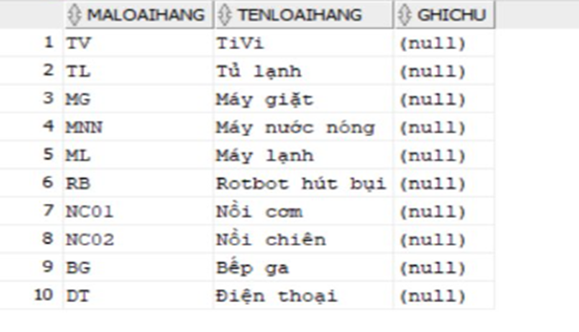 MALOAIHANG TENLOAIHANG GHICHU
1 TV TiVi (null)
2 TL Tủ lạnh (null)
3 MG Máy giặt (null)
4 MNN Máy nước nóng (null)
5 ML Máy lạnh (null)
6 RB Rotbot hút bụi (null)
7 NC01 Nồi cơm (null)
8 NC02 Nồi chiên (null)
9 BG Bếp ga (null)
10 DT Điện thoại (null)